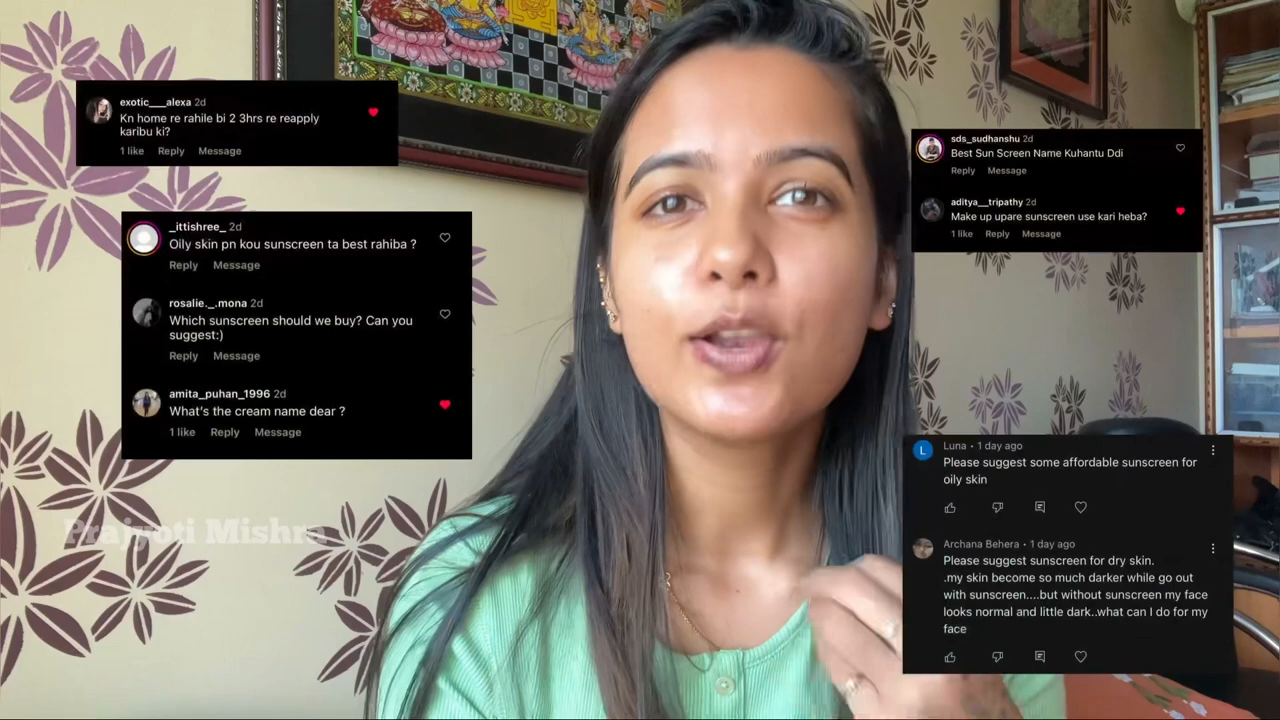 exotic___alexa 2d
Kn home re rahile bi 2 3hrs re reapply
karibu ki?
1 like Reply Message
_ittishree_ 2d
Oily skin pn kou sunscreen ta best rahiba ?
Reply Message
rosalie._.mona 2d
Which sunscreen should we buy? Can you
suggest:)
Reply Message
amita_puhan_1996 2d
What's the cream name dear ?
1 like Reply Message
Prajyoti Mishra
sds_sudhanshu 2d
Best Sun Screen Name Kuhantu Ddi
Reply Message
aditya__tripathy 2d
Make up upare sunscreen use kari heba?
1 like Reply Message
L
Luna • 1 day ago
Please suggest some affordable sunscreen for
oily skin
Archana Behera • 1 day ago
Please suggest sunscreen for dry skin.
.my skin become so much darker while go out
with sunscreen....but without sunscreen my face
looks normal and little dark..what can I do for my
face